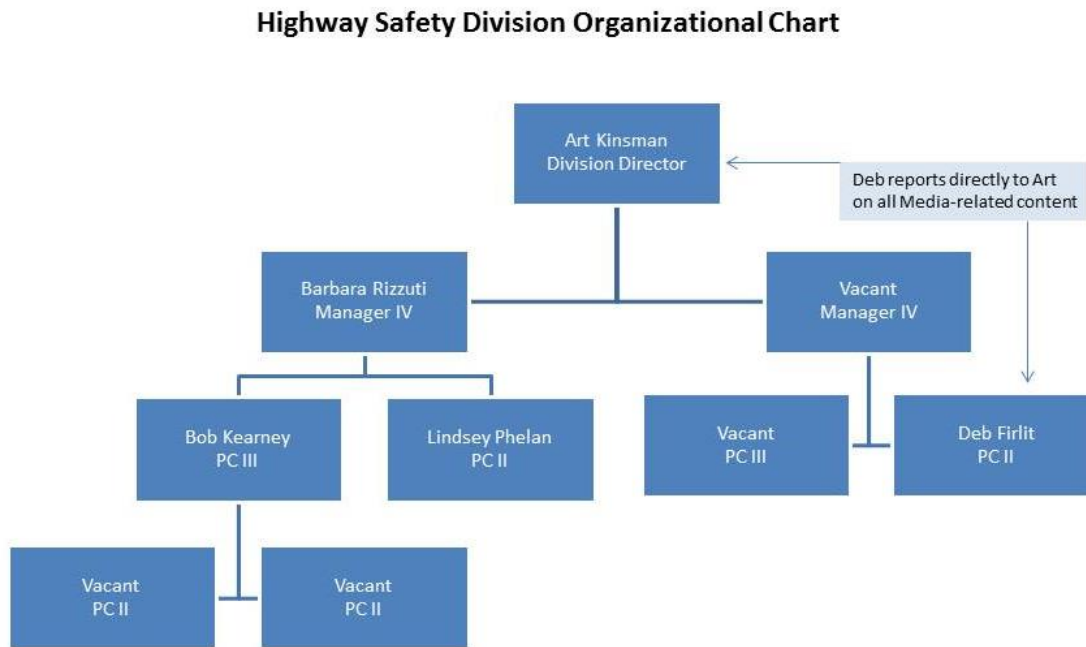 Highway Safety Division Organizational Chart
Art Kinsman
Division Director
Deb reports directly to Art
on all Media-related content
Barbara Rizzuti
Manager IV
Vacant
Manager IV
Bob Kearney
PC III
Lindsey Phelan
PC II
Vacant
PC III
Deb Firlit
PC II
Vacant
PC II
Vacant
PC II